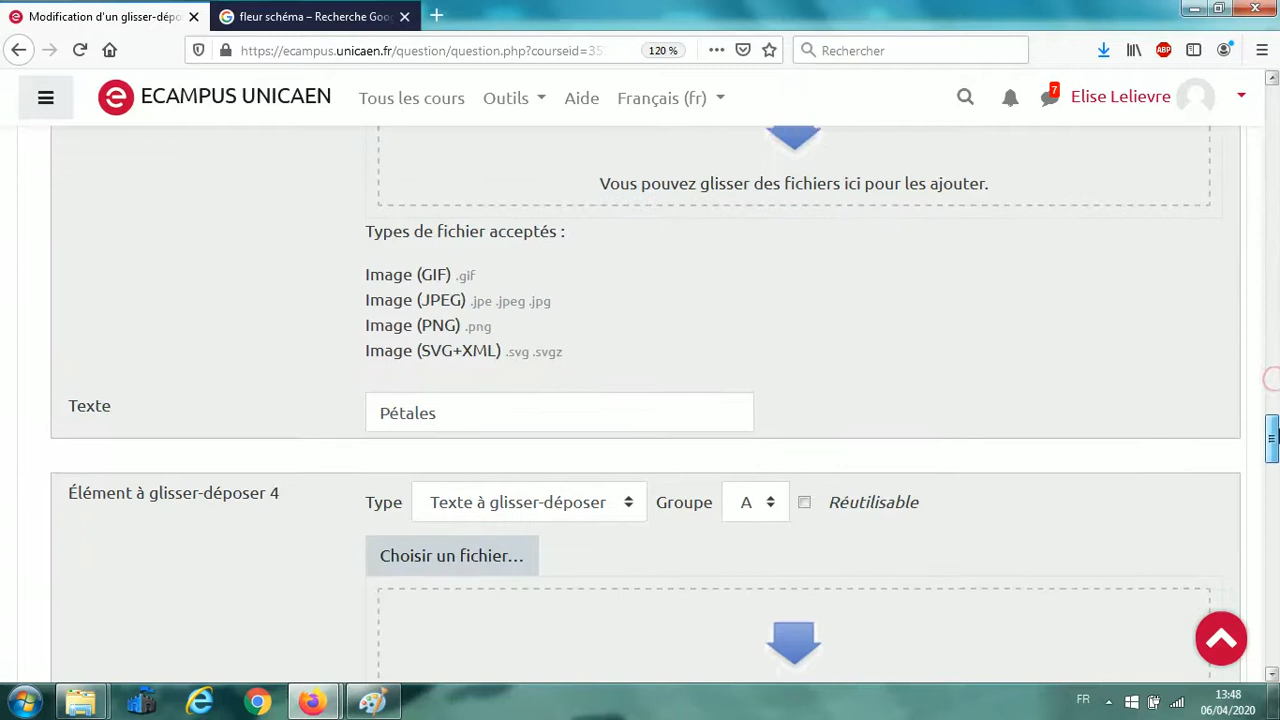 Modification d'un glisser-dépo
fleur schéma – Recherche Goog
https://ecampus.unicaen.fr/question/question.php?courseid=35
120 %
Rechercher
ABP
ECAMPUS UNICAEN
Tous les cours
Outils
Aide
Français (fr)
7
Elise Lelievre
Vous pouvez glisser des fichiers ici pour les ajouter.
Types de fichier acceptés :
Image (GIF) .gif
Image (JPEG) .jpe .jpeg .jpg
Image (PNG) .png
Image (SVG+XML) .svg .svgz
Texte
Pétales
Élément à glisser-déposer 4
Type
Texte à glisser-déposer
Groupe
A
Réutilisable
Choisir un fichier...
FR
13:48
06/04/2020